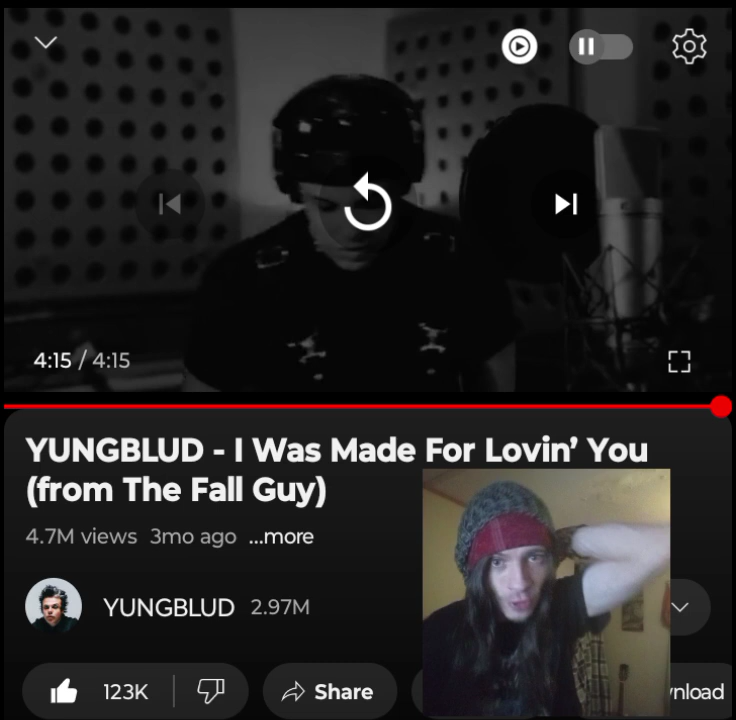 4:15 / 4:15
YUNGBLUD - I Was Made For Lovin’ You
(from The Fall Guy)
4.7M views 3mo ago ...more
YUNGBLUD 2.97M
123K Share nload